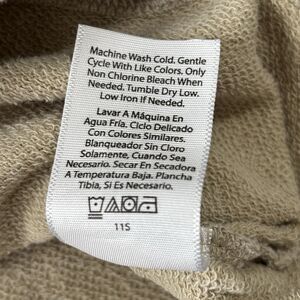 Machine Wash Cold. Gentle
Cycle With Like Colors. Only
Non Chlorine Bleach When
Needed. Tumble Dry Low.
Low Iron If Needed.
Lavar A Máquina En
Agua Fría. Ciclo Delicado
Con Colores Similares.
Blanqueador Sin Cloro
Solamente, Cuando Sea
Necesario. Secar En Secadora
A Temperatura Baja. Plancha
Tibia, Si Es Necesario.
11S